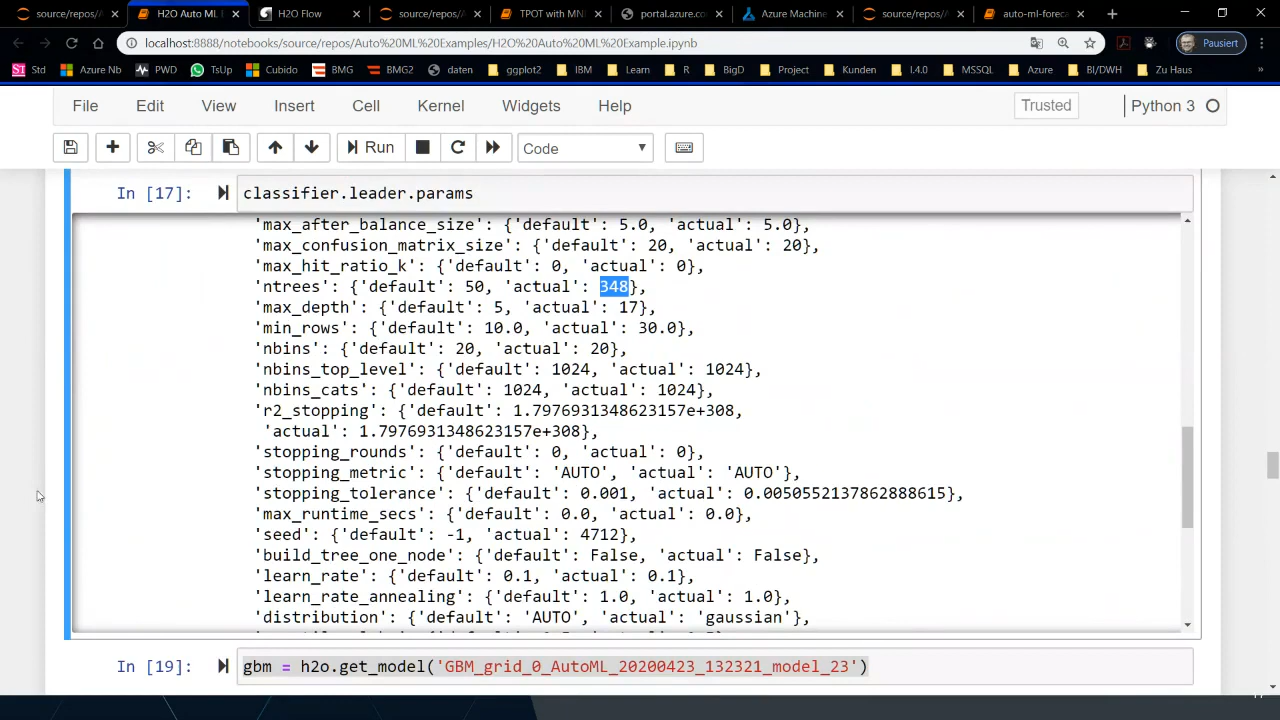 source/repos/A
H2O Auto ML E
H2O Flow
source/repos/A
TPOT with MN
portal.azure.co
Azure Machin
source/repos/A
auto-ml-foreca
localhost:8888/notebooks/source/repos/Auto%20ML%20Examples/H2O%20Auto%20ML%20Example.ipynb
Pausiert
Std
Azure Nb
PWD
TsUp
Cubido
BMG
BMG2
daten
ggplot2
IBM
Learn
R
BigD
Project
Kunden
I.4.0
MSSQL
Azure
BI/DWH
Zu Haus
»
File
Edit
View
Insert
Cell
Kernel
Widgets
Help
Trusted
Python 3
Run
Code
In [17]:
classifier.leader.params
'max_after_balance_size': {'default': 5.0, 'actual': 5.0},
'max_confusion_matrix_size': {'default': 20, 'actual': 20},
'max_hit_ratio_k': {'default': 0, 'actual': 0},
'ntrees': {'default': 50, 'actual': 348},
'max_depth': {'default': 5, 'actual': 17},
'min_rows': {'default': 10.0, 'actual': 30.0},
'nbins': {'default': 20, 'actual': 20},
'nbins_top_level': {'default': 1024, 'actual': 1024},
'nbins_cats': {'default': 1024, 'actual': 1024},
'r2_stopping': {'default': 1.7976931348623157e+308,
'actual': 1.7976931348623157e+308},
'stopping_rounds': {'default': 0, 'actual': 0},
'stopping_metric': {'default': 'AUTO', 'actual': 'AUTO'},
'stopping_tolerance': {'default': 0.001, 'actual': 0.0050552137862888615},
'max_runtime_secs': {'default': 0.0, 'actual': 0.0},
'seed': {'default': -1, 'actual': 4712},
'build_tree_one_node': {'default': False, 'actual': False},
'learn_rate': {'default': 0.1, 'actual': 0.1},
'learn_rate_annealing': {'default': 1.0, 'actual': 1.0},
'distribution': {'default': 'AUTO', 'actual': 'gaussian'},
In [19]:
gbm = h2o.get_model('GBM_grid_0_AutoML_20200423_132321_model_23')